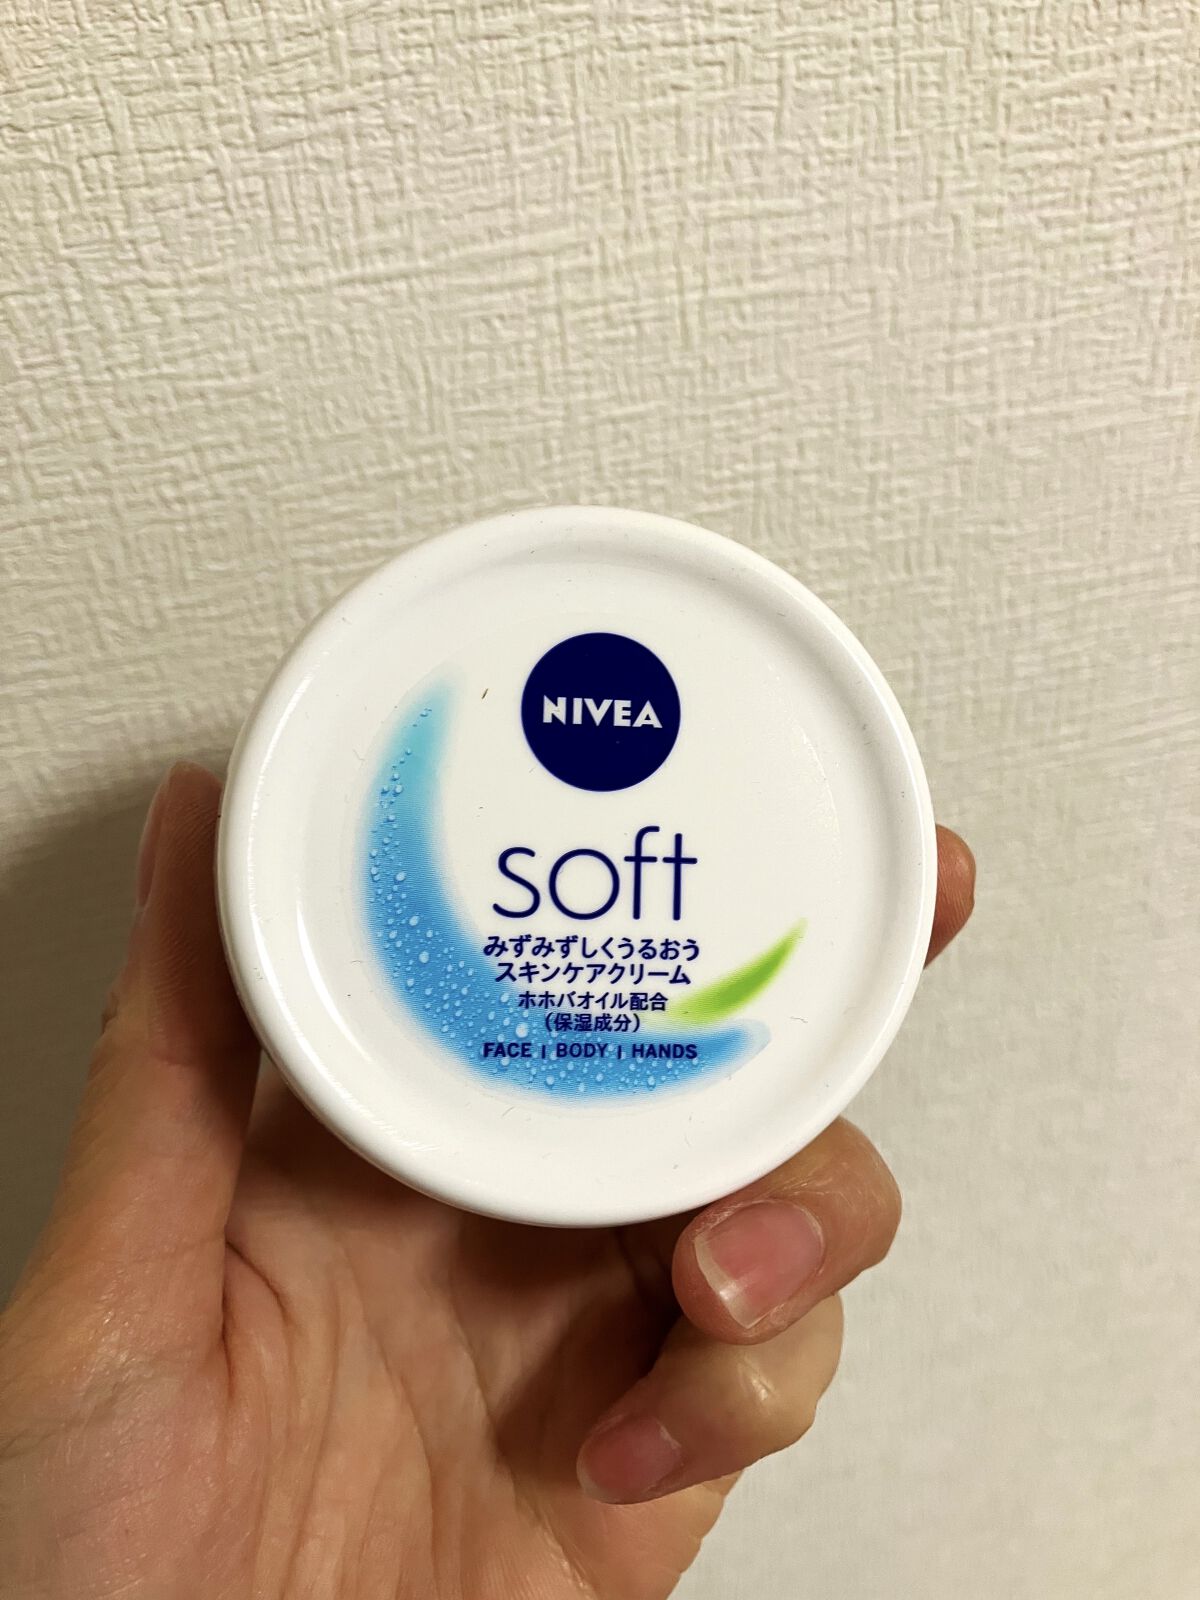 NIVEA
soft
みずみずしくうるおう
スキンケアクリーム
ホホバオイル配合
(保湿成分)
FACE | BODY | HANDS